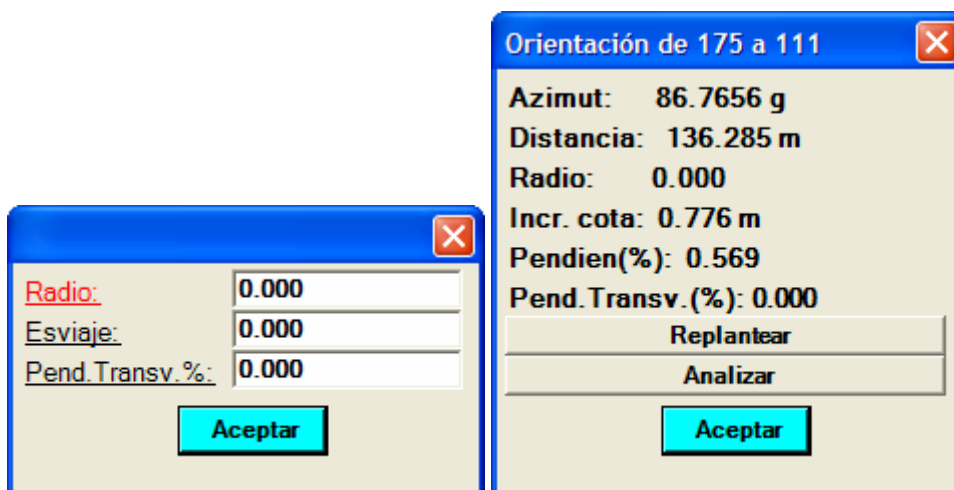 Radio: 0.000
Esviaje: 0.000
Pend.Transv.%: 0.000
Aceptar
Orientación de 175 a 111
Azimut: 86.7656 g
Distancia: 136.285 m
Radio: 0.000
Incr. cota: 0.776 m
Pendien(%): 0.569
Pend.Transv.(%): 0.000
Replantear
Analizar
Aceptar